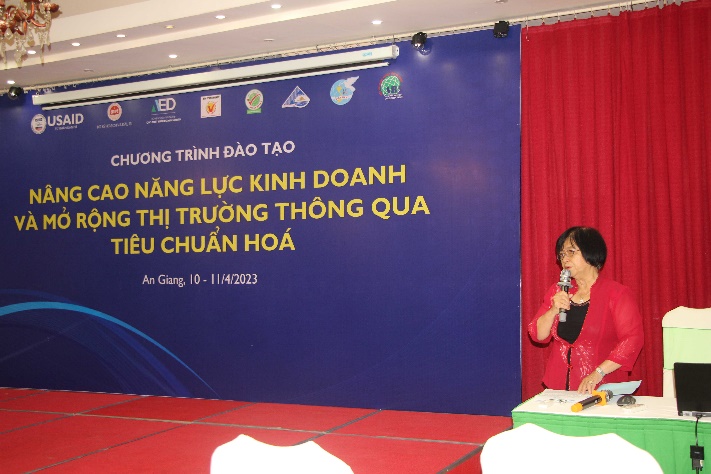 USAID
AED
CHƯƠNG TRÌNH ĐÀO TẠO
NÂNG CAO NĂNG LỰC KINH DOANH
VÀ MỞ RỘNG THỊ TRƯỜNG THÔNG QUA
TIÊU CHUẨN HOÁ
An Giang, 10 - 11/4/2023